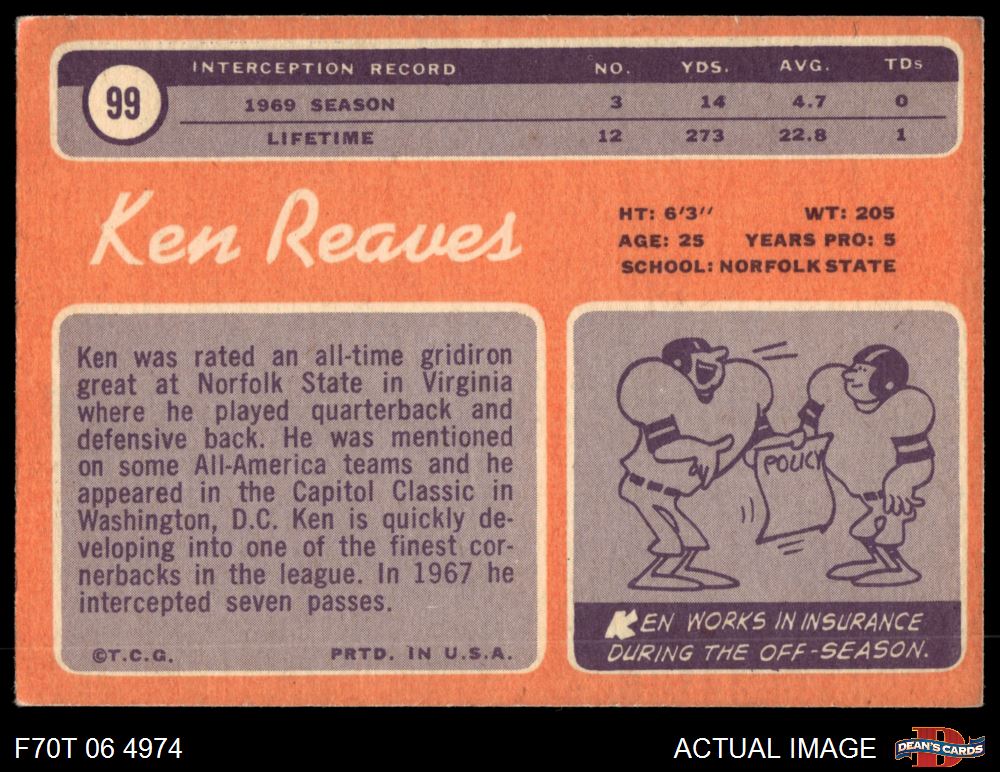 99
INTERCEPTION RECORD NO. YDS. AVG. TDs
1969 SEASON 3 14 4.7 0
LIFETIME 12 273 22.8 1
Ken Reaves
HT: 6'3" WT: 205
AGE: 25 YEARS PRO: 5
SCHOOL: NORFOLK STATE
Ken was rated an all-time gridiron
great at Norfolk State in Virginia
where he played quarterback and
defensive back. He was mentioned
on some All-America teams and he
appeared in the Capitol Classic in
Washington, D.C. Ken is quickly de-
veloping into one of the finest cor-
nerbacks in the league. In 1967 he
intercepted seven passes.
©T.C.G. PRTD. IN U.S.A.
POLICY
KEN WORKS IN INSURANCE
DURING THE OFF-SEASON.
F70T 06 4974
ACTUAL IMAGE
D
DEAN'S CARDS